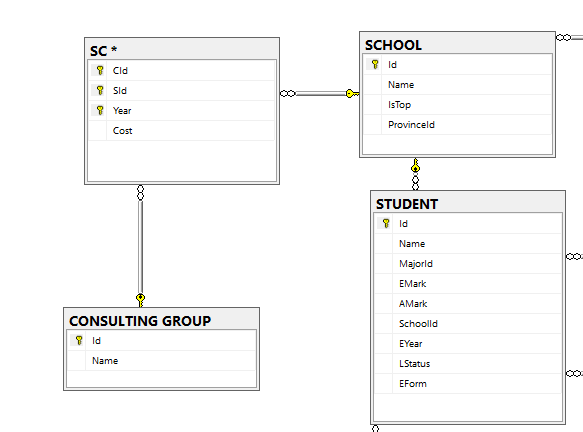 SC *
CId
SId
Year
Cost
SCHOOL
Id
Name
IsTop
ProvinceId
STUDENT
Id
Name
MajorId
EMark
AMark
SchoolId
EYear
LStatus
EForm
CONSULTING GROUP
Id
Name